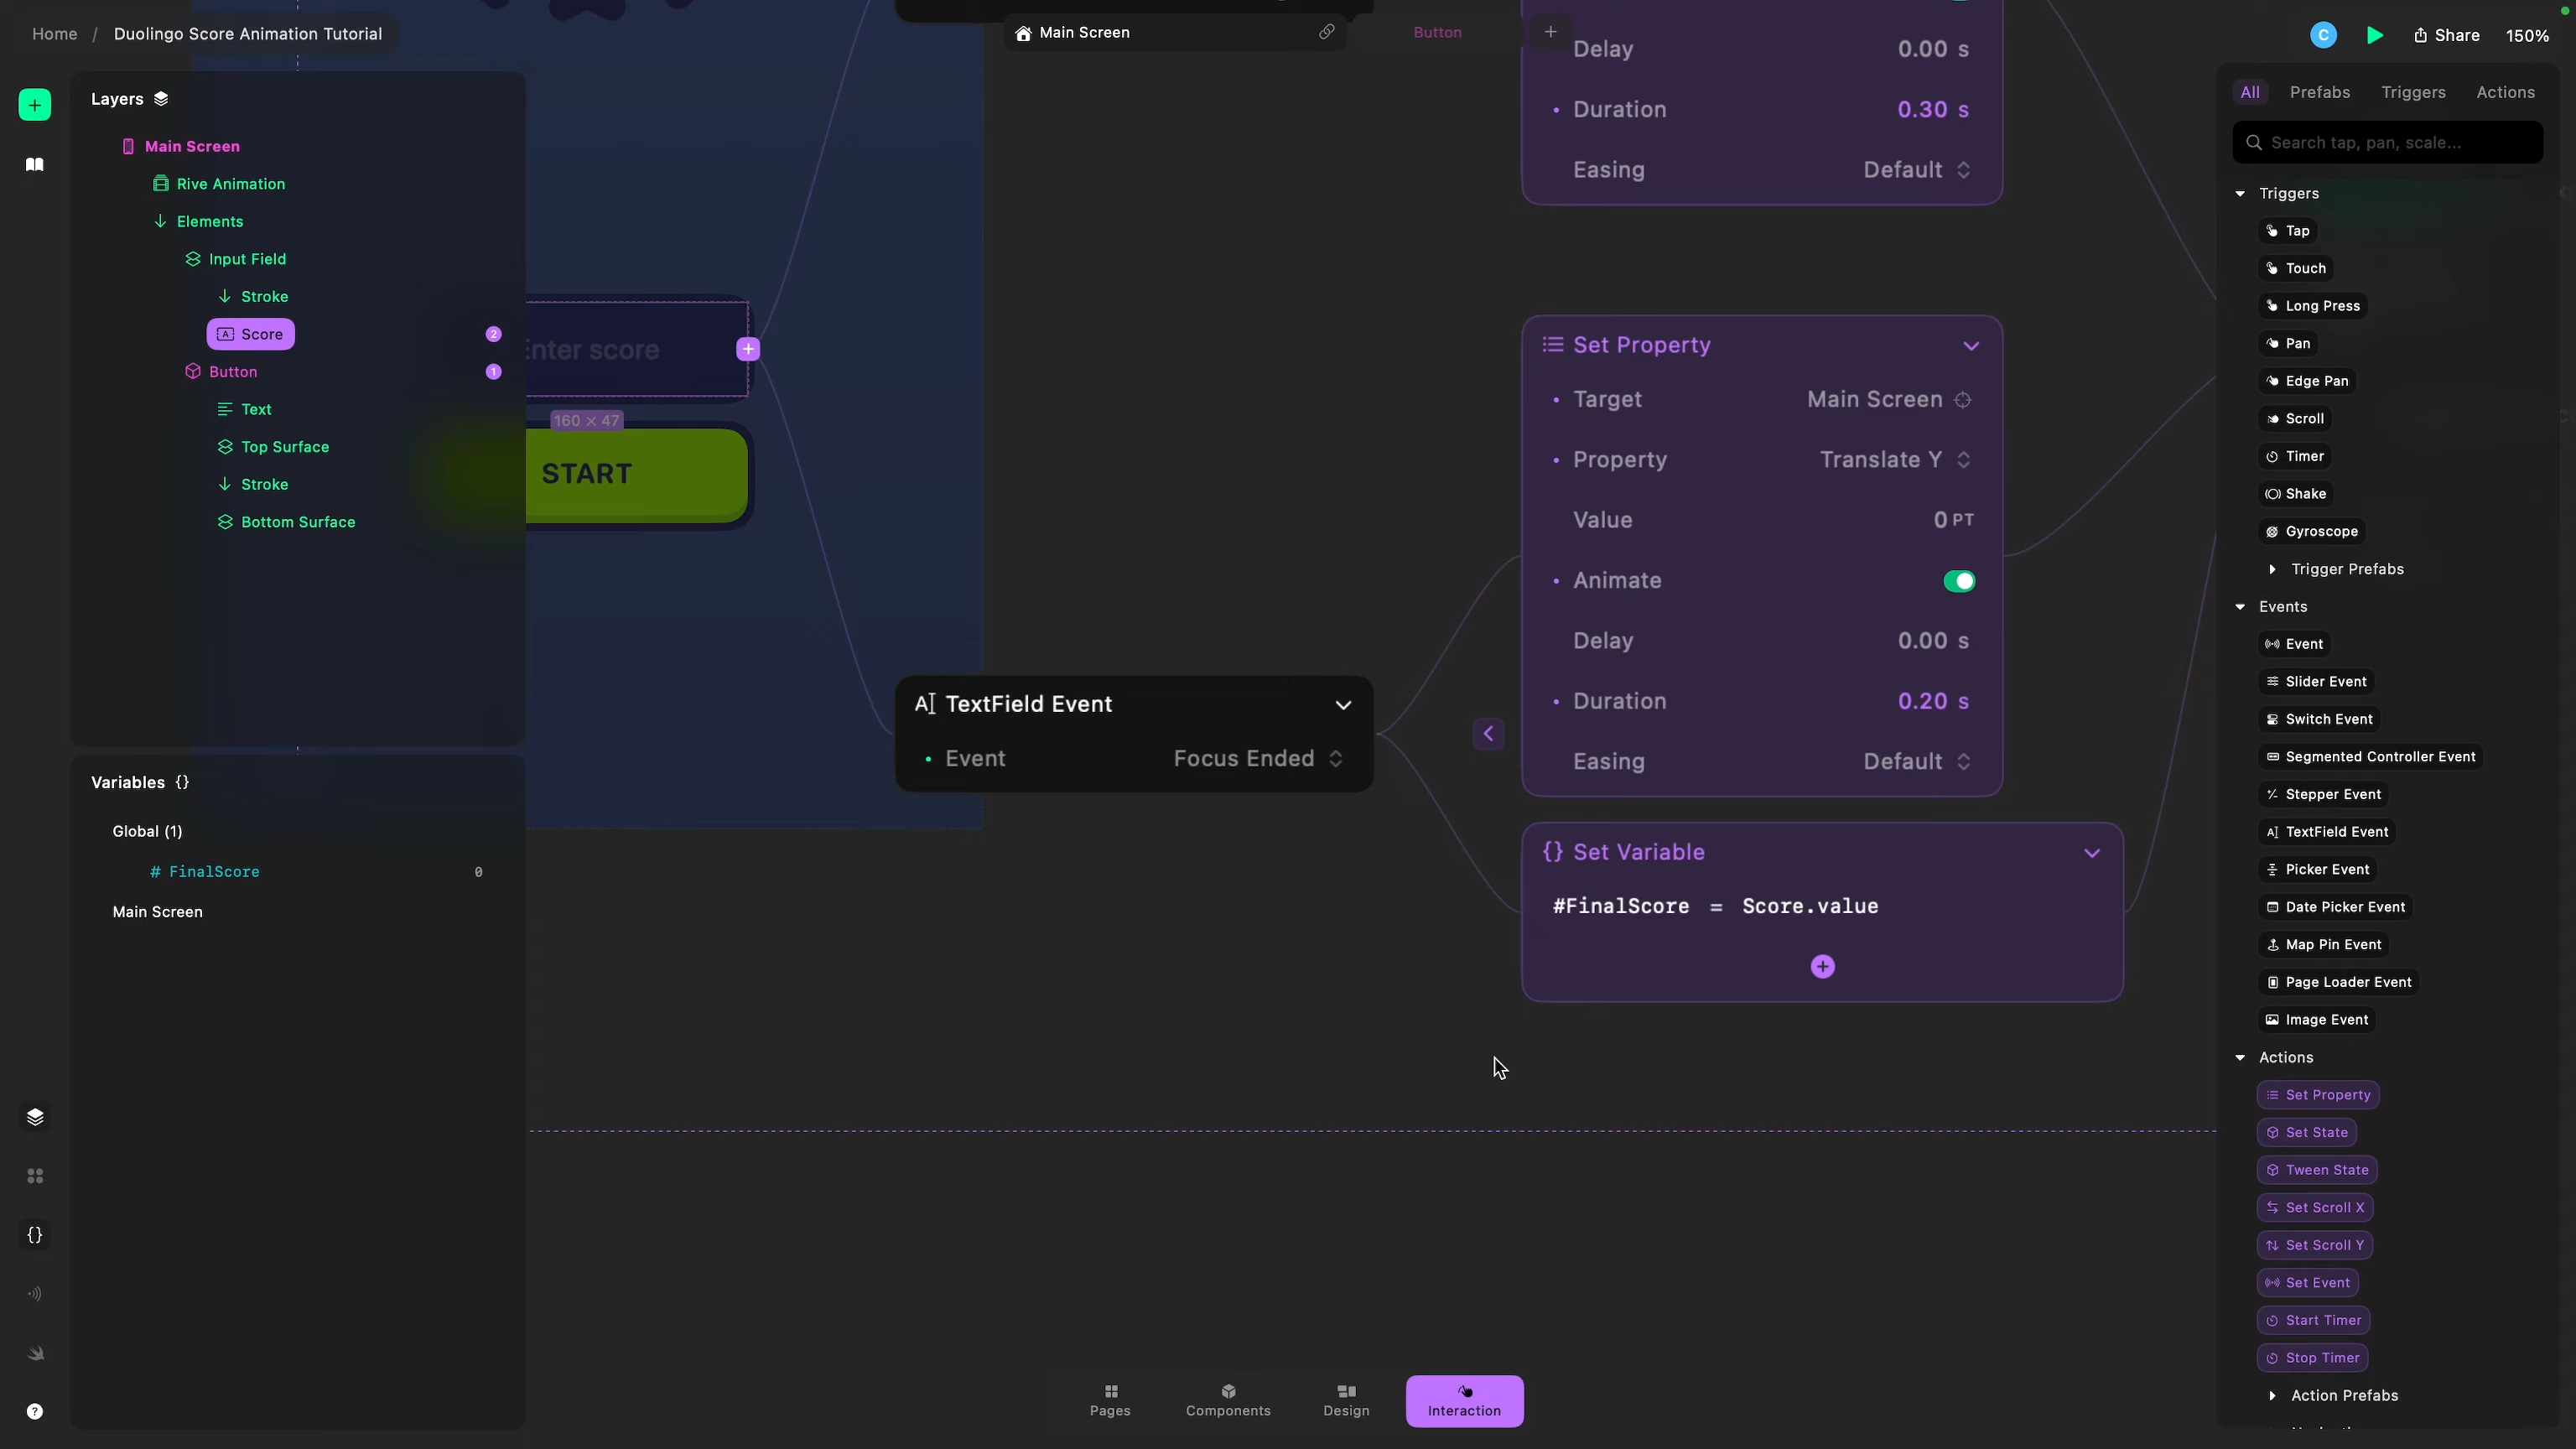 Home / Duolingo Score Animation Tutorial
Main Screen
Button
C
Share
150%
Layers
Main Screen
Rive Animation
Elements
Input Field
Stroke
Score
2
Button
1
Text
Top Surface
Stroke
Bottom Surface
Variables {}
Global (1)
# FinalScore 0
Main Screen
Enter score
160 × 47
START
Delay 0.00 s
Duration 0.30 s
Easing Default
Set Property
Target Main Screen
Property Translate Y
Value 0 PT
Animate
Delay 0.00 s
Duration 0.20 s
Easing Default
TextField Event
Event Focus Ended
{} Set Variable
#FinalScore = Score.value
All Prefabs Triggers Actions
Search tap, pan, scale...
Triggers
Tap
Touch
Long Press
Pan
Edge Pan
Scroll
Timer
Shake
Gyroscope
Trigger Prefabs
Events
Event
Slider Event
Switch Event
Segmented Controller Event
Stepper Event
TextField Event
Picker Event
Date Picker Event
Map Pin Event
Page Loader Event
Image Event
Actions
Set Property
Set State
Tween State
Set Scroll X
Set Scroll Y
Set Event
Start Timer
Stop Timer
Action Prefabs
Pages
Components
Design
Interaction